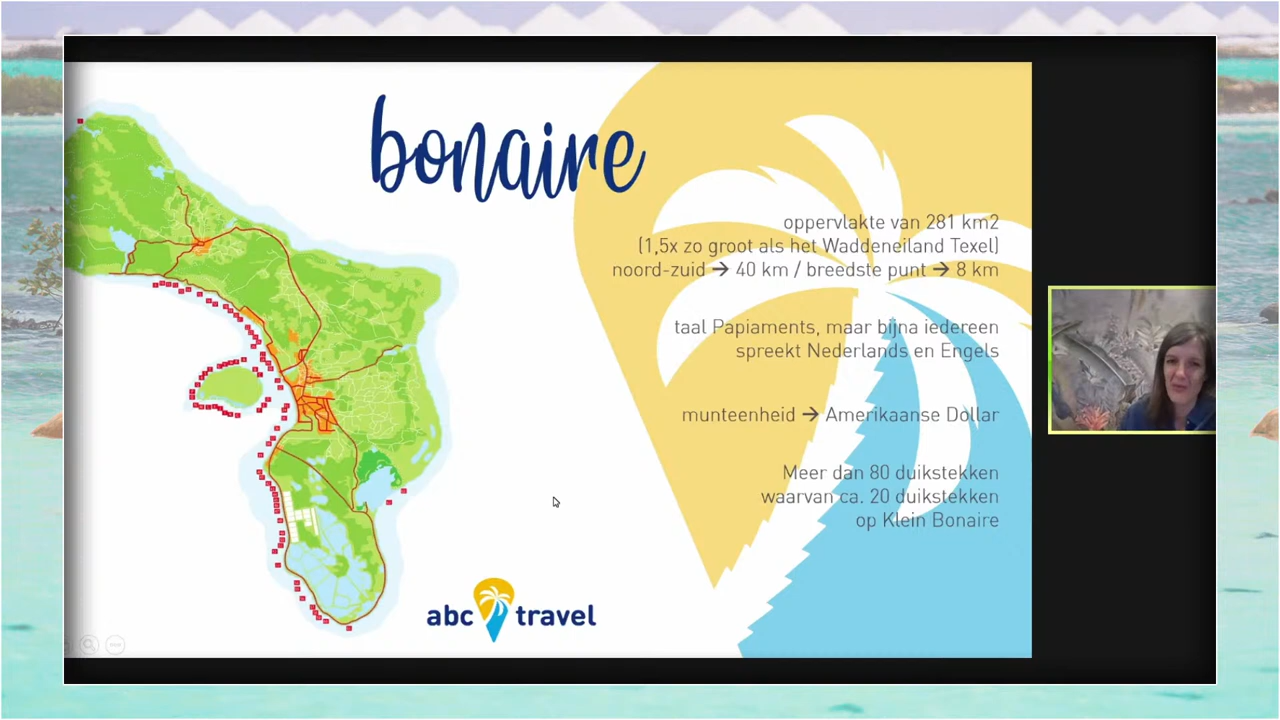 bonaire
oppervlakte van 281 km2
(1,5x zo groot als het Waddeneiland Texel)
noord-zuid → 40 km / breedste punt → 8 km
taal Papiaments, maar bijna iedereen
spreekt Nederlands en Engels
munteenheid → Amerikaanse Dollar
Meer dan 80 duikstekken
waarvan ca. 20 duikstekken
op Klein Bonaire
abc travel